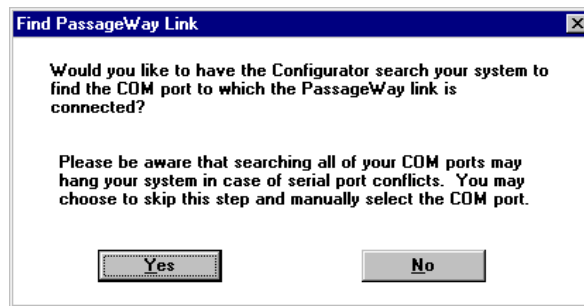 Find PassageWay Link
Would you like to have the Configurator search your system to
find the COM port to which the PassageWay link is
connected?
Please be aware that searching all of your COM ports may
hang your system in case of serial port conflicts. You may
choose to skip this step and manually select the COM port.
Yes
No